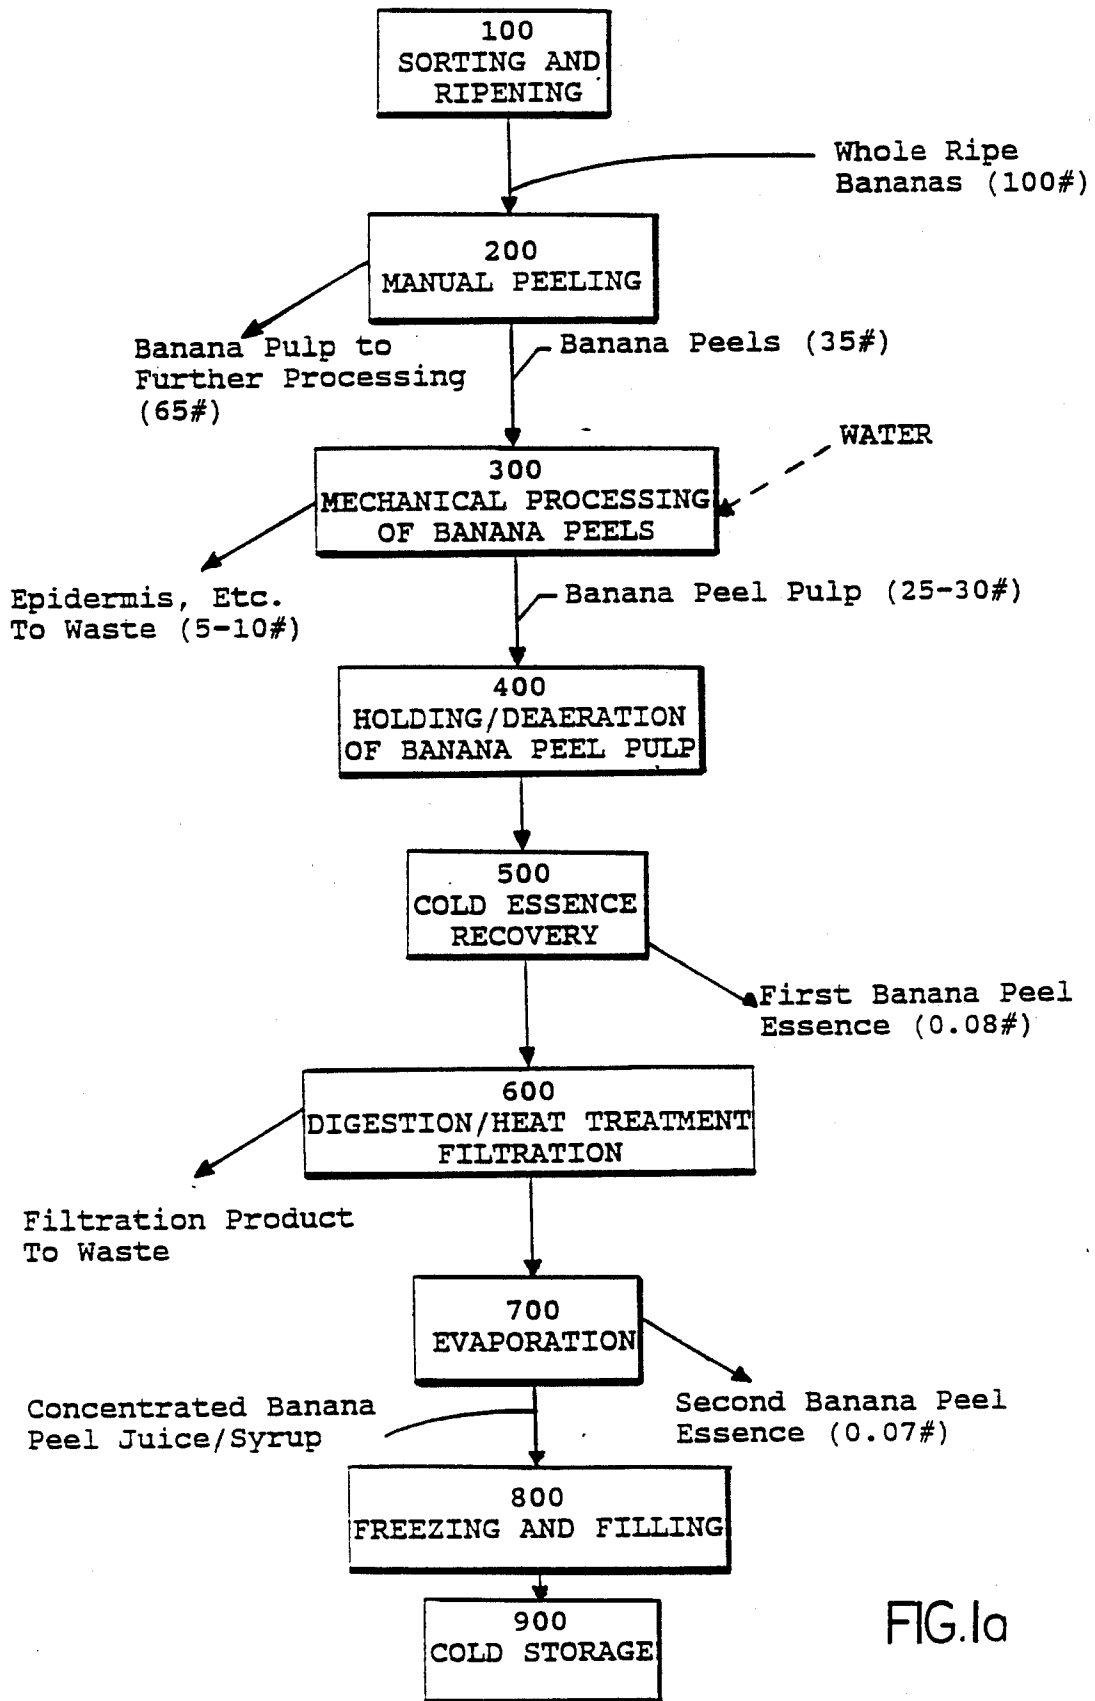 100
SORTING AND
RIPENING
Whole Ripe
Bananas (100#)
200
MANUAL PEELING
Banana Pulp to
Further Processing
(65#)
Banana Peels (35#)
WATER
300
MECHANICAL PROCESSING
OF BANANA PEELS
Epidermis, Etc.
To Waste (5-10#)
Banana Peel Pulp (25-30#)
400
HOLDING/DEAERATION
OF BANANA PEEL PULP
500
COLD ESSENCE
RECOVERY
First Banana Peel
Essence (0.08#)
600
DIGESTION/HEAT TREATMENT
FILTRATION
Filtration Product
To Waste
700
EVAPORATION
Concentrated Banana
Peel Juice/Syrup
Second Banana Peel
Essence (0.07#)
800
FREEZING AND FILLING
900
COLD STORAGE
FIG.1a